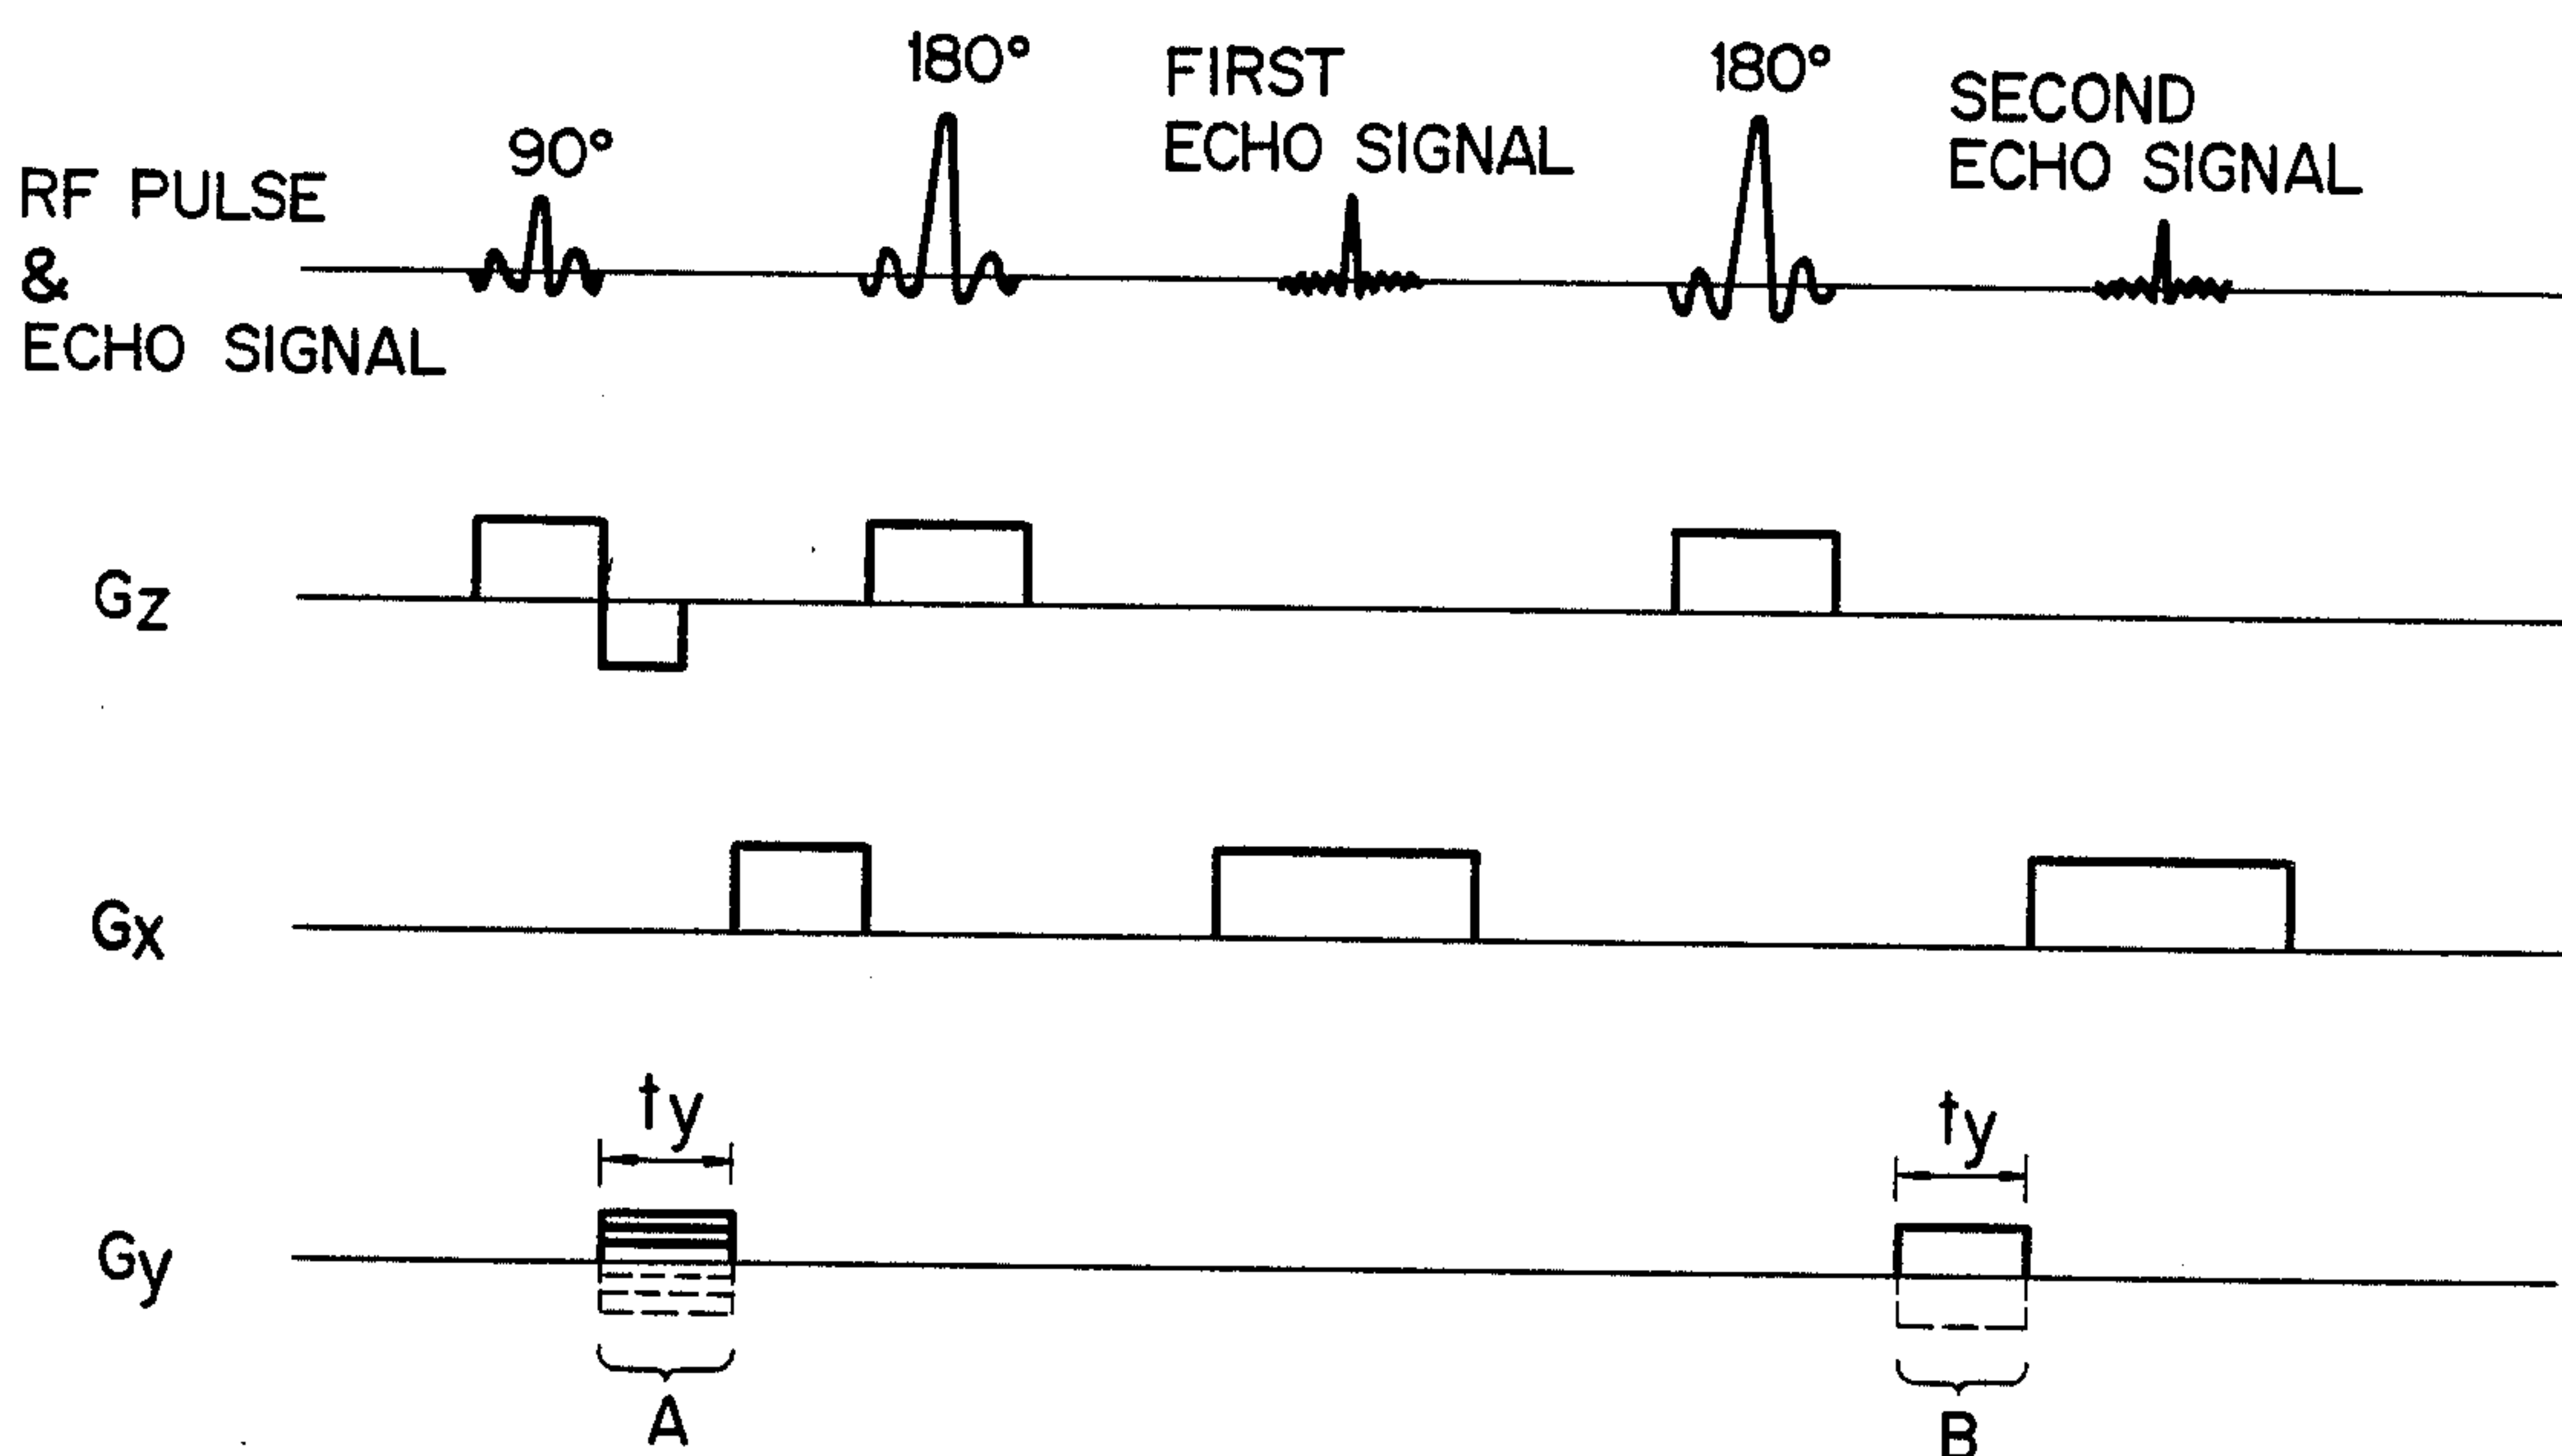 RF PULSE
&
ECHO SIGNAL
90°
180°
FIRST
ECHO SIGNAL
180°
SECOND
ECHO SIGNAL
Gz
Gx
Gy
ty
ty
A
B